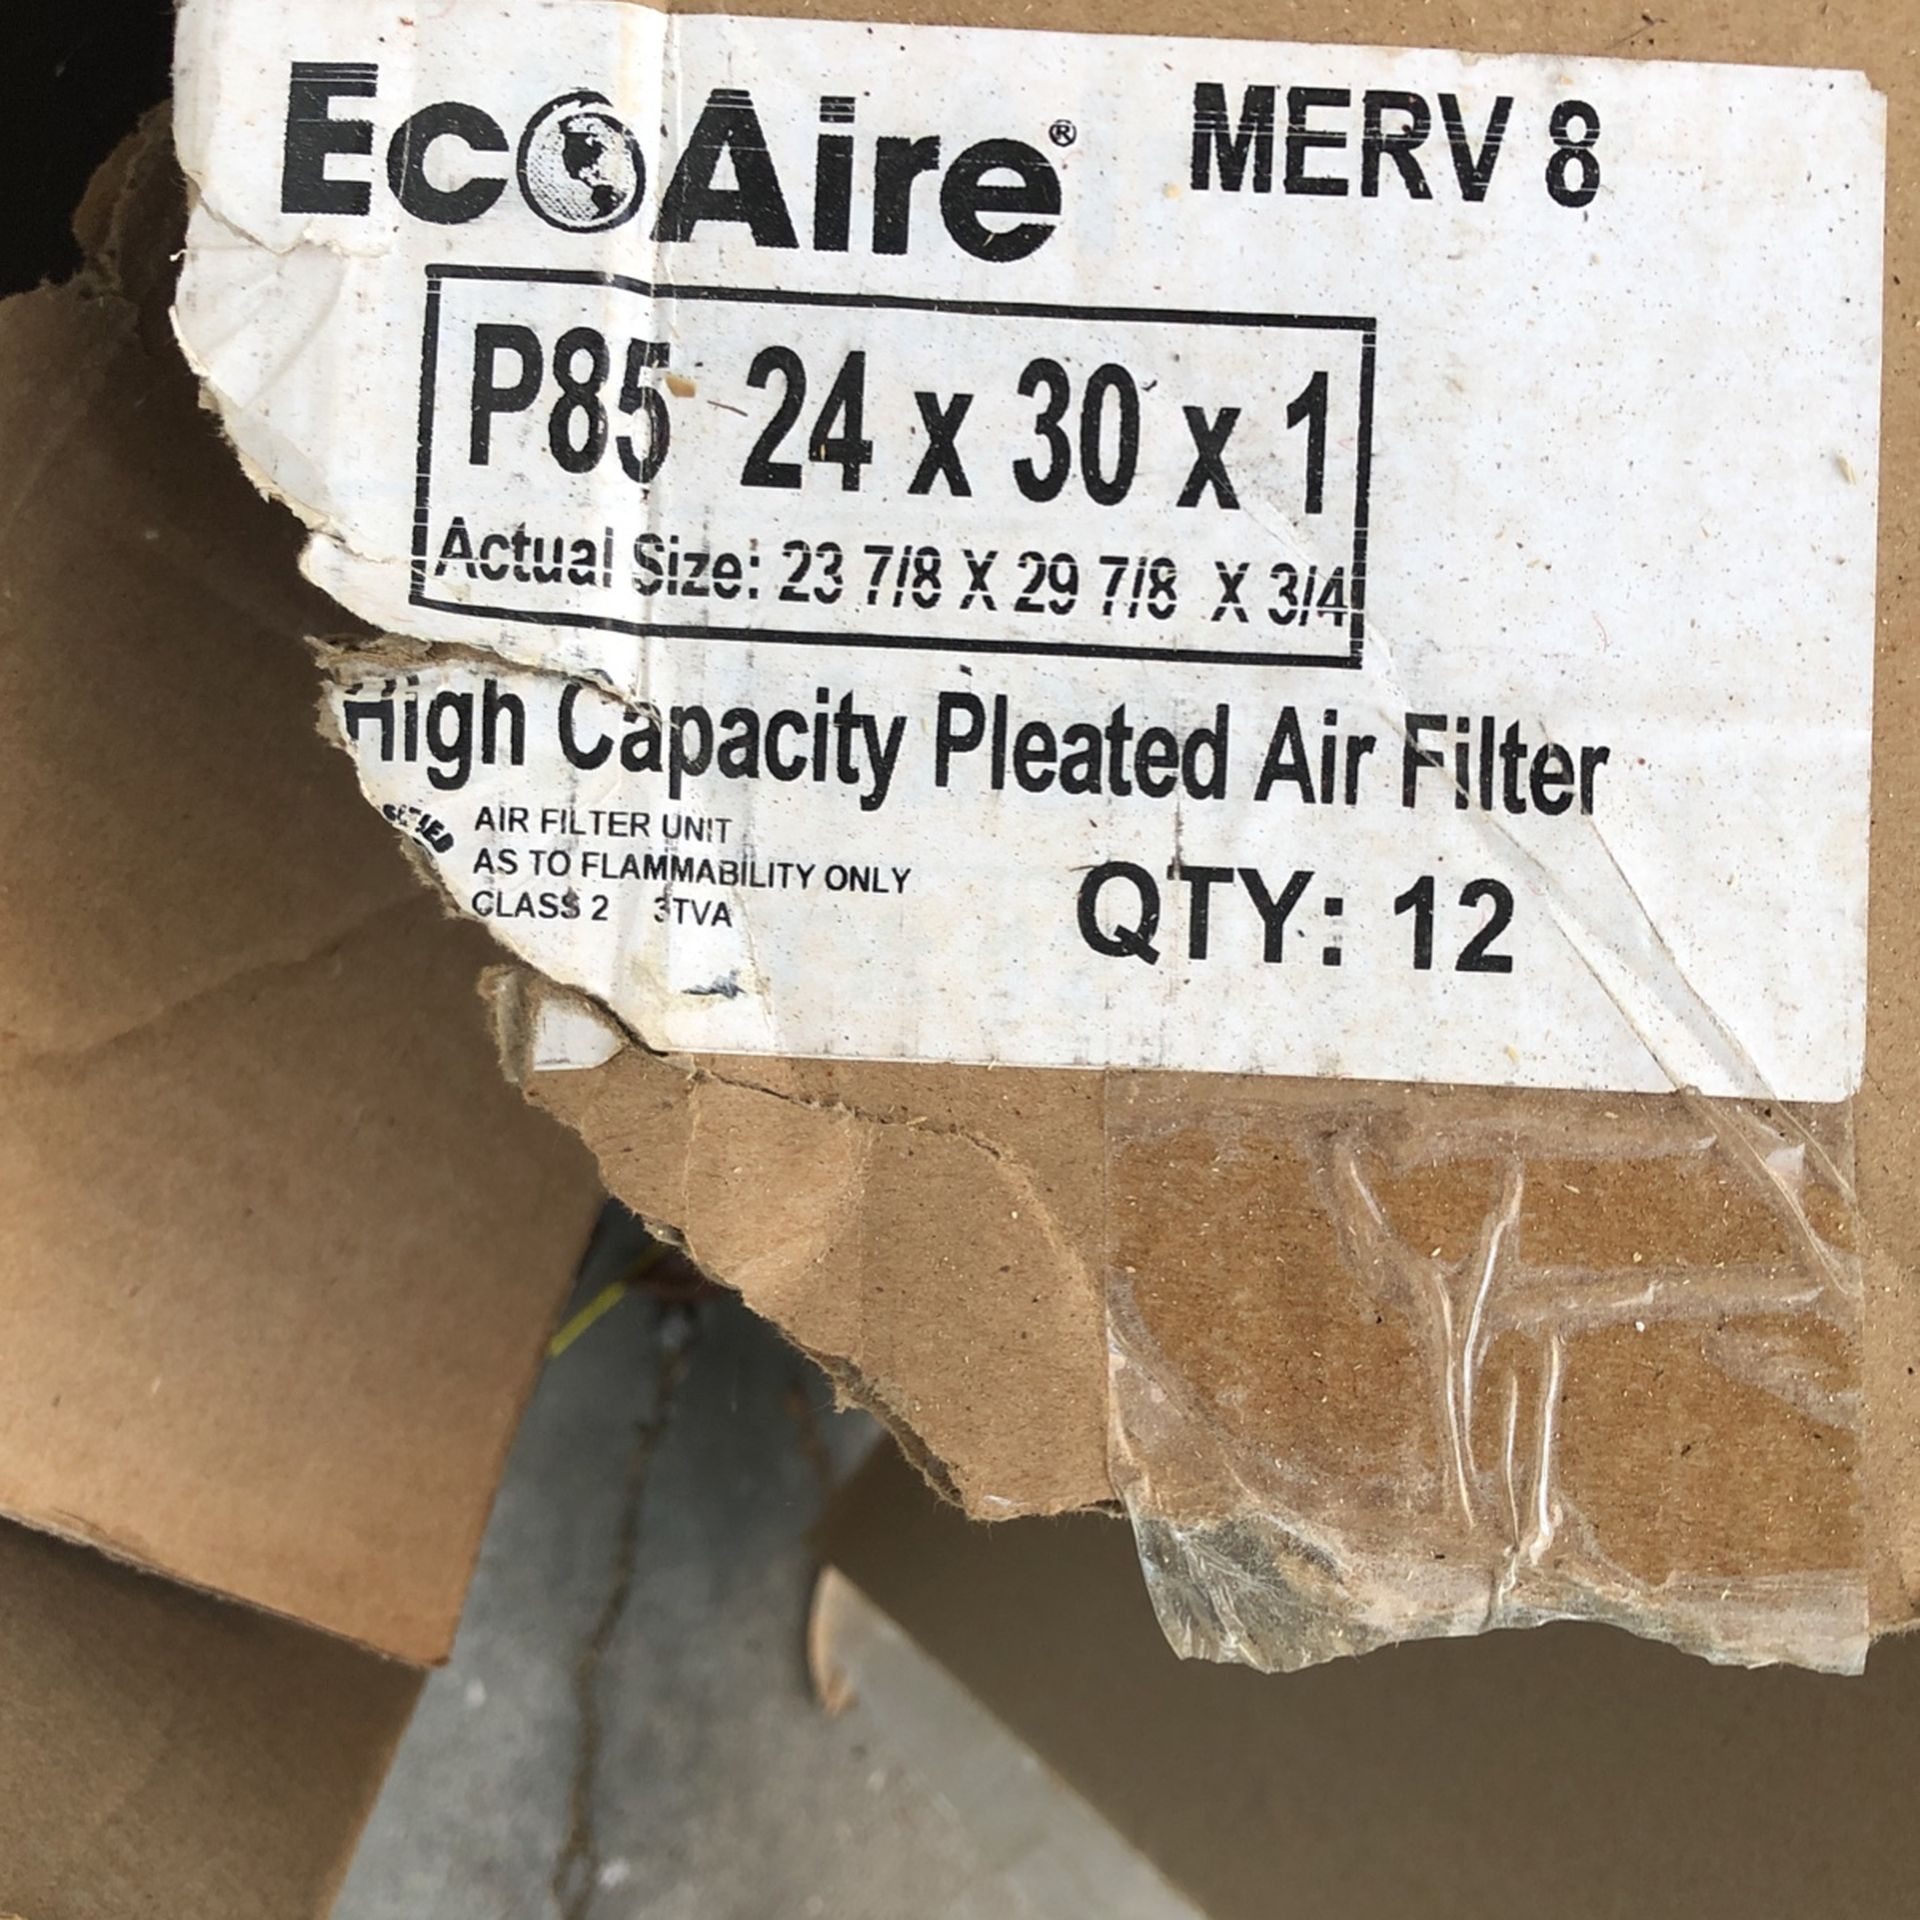 EcoAire® MERV 8
P85 24 x 30 x 1
Actual Size: 23 7/8 X 29 7/8 X 3/4
High Capacity Pleated Air Filter
AIR FILTER UNIT
AS TO FLAMMABILITY ONLY
CLASS 2 3TVA
QTY: 12